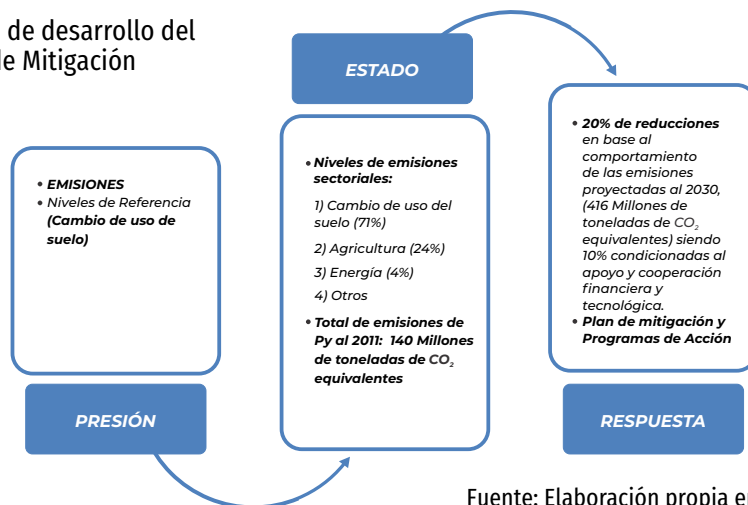 de desarrollo del
de Mitigación
• EMISIONES
• Niveles de Referencia
(Cambio de uso de
suelo)
PRESIÓN
ESTADO
• Niveles de emisiones
sectoriales:
1) Cambio de uso del
suelo (71%)
2) Agricultura (24%)
3) Energía (4%)
4) Otros
• Total de emisiones de
Py al 2011: 140 Millones
de toneladas de CO₂
equivalentes
• 20% de reducciones
en base al
comportamiento
de las emisiones
proyectadas al 2030,
(416 Millones de
toneladas de CO₂
equivalentes) siendo
10% condicionadas al
apoyo y cooperación
financiera y
tecnológica.
• Plan de mitigación y
Programas de Acción
RESPUESTA
Fuente: Elaboración propia e